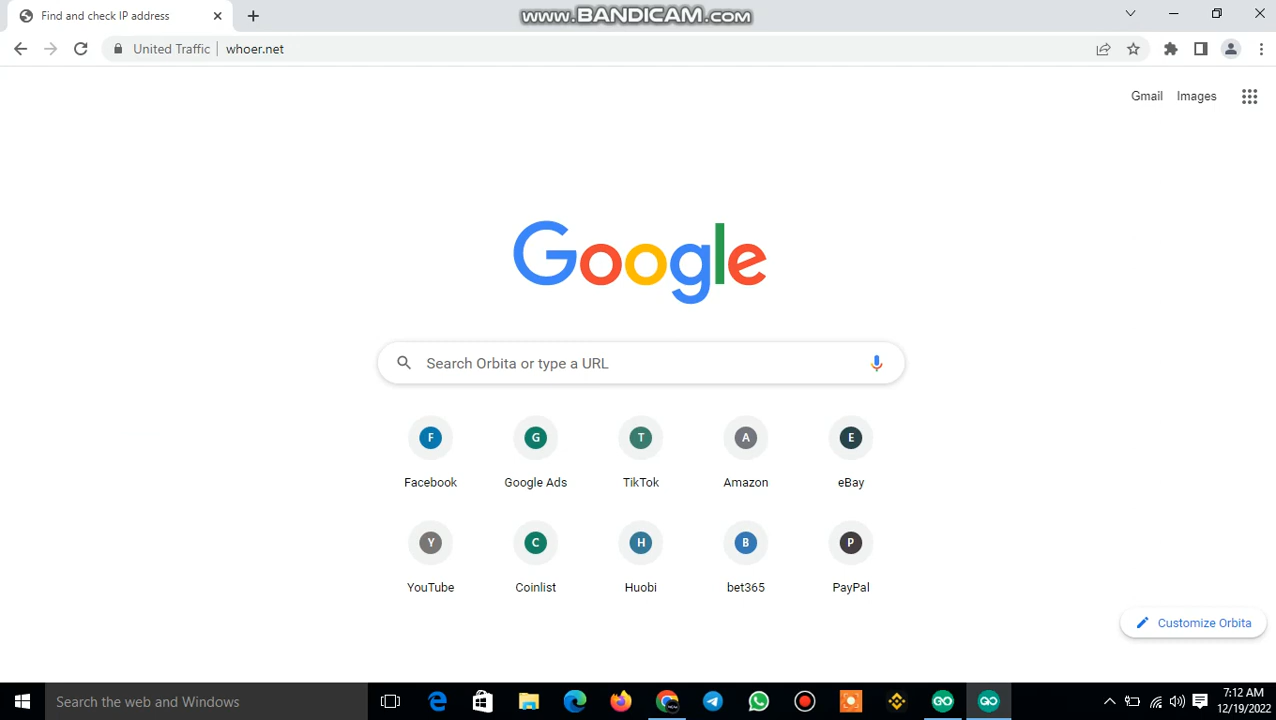 Find and check IP address
www.BANDICAM.com
United Traffic
whoer.net
Gmail
Images
Google
Search Orbita or type a URL
F
G
T
A
E
Facebook
Google Ads
TikTok
Amazon
eBay
Y
C
H
B
P
YouTube
Coinlist
Huobi
bet365
PayPal
Customize Orbita
Search the web and Windows
7:12 AM
12/19/2022